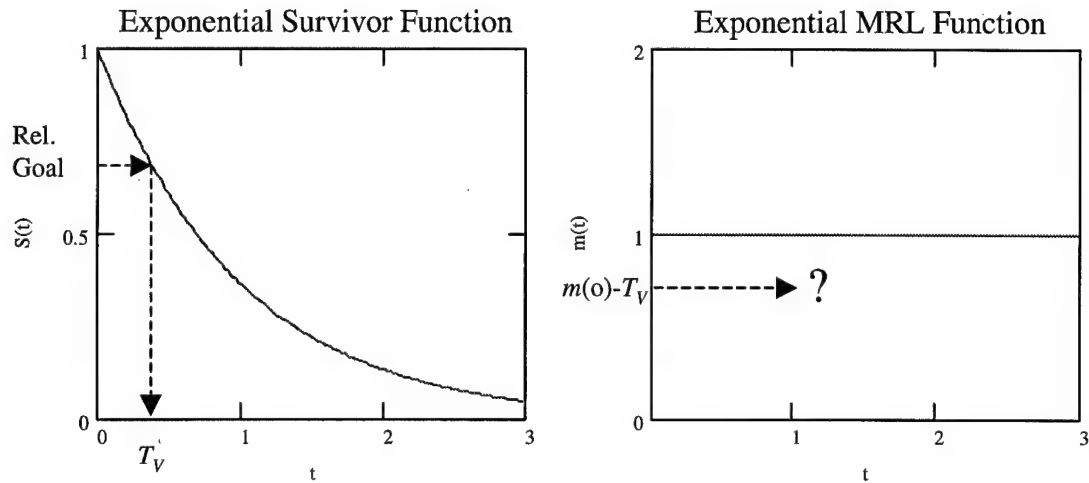 Exponential Survivor Function
1
Rel.
Goal
S(t)
0.5
0
0
1
2
3
T_V
t
Exponential MRL Function
2
m(t)
1
m(o)-T_V
?
0
1
2
3
t